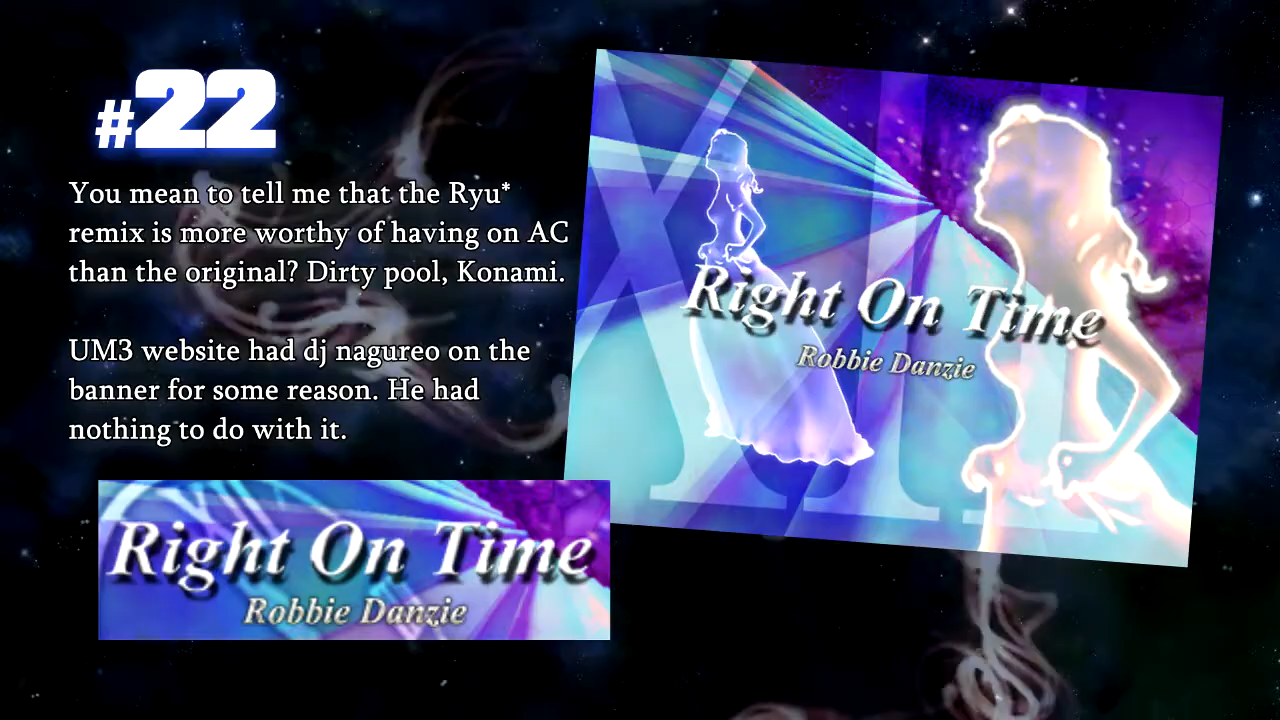 #22
You mean to tell me that the Ryu*
remix is more worthy of having on AC
than the original? Dirty pool, Konami.
UM3 website had dj nagureo on the
banner for some reason. He had
nothing to do with it.
XII
Right On Time
Robbie Danzie
Right On Time
Robbie Danzie